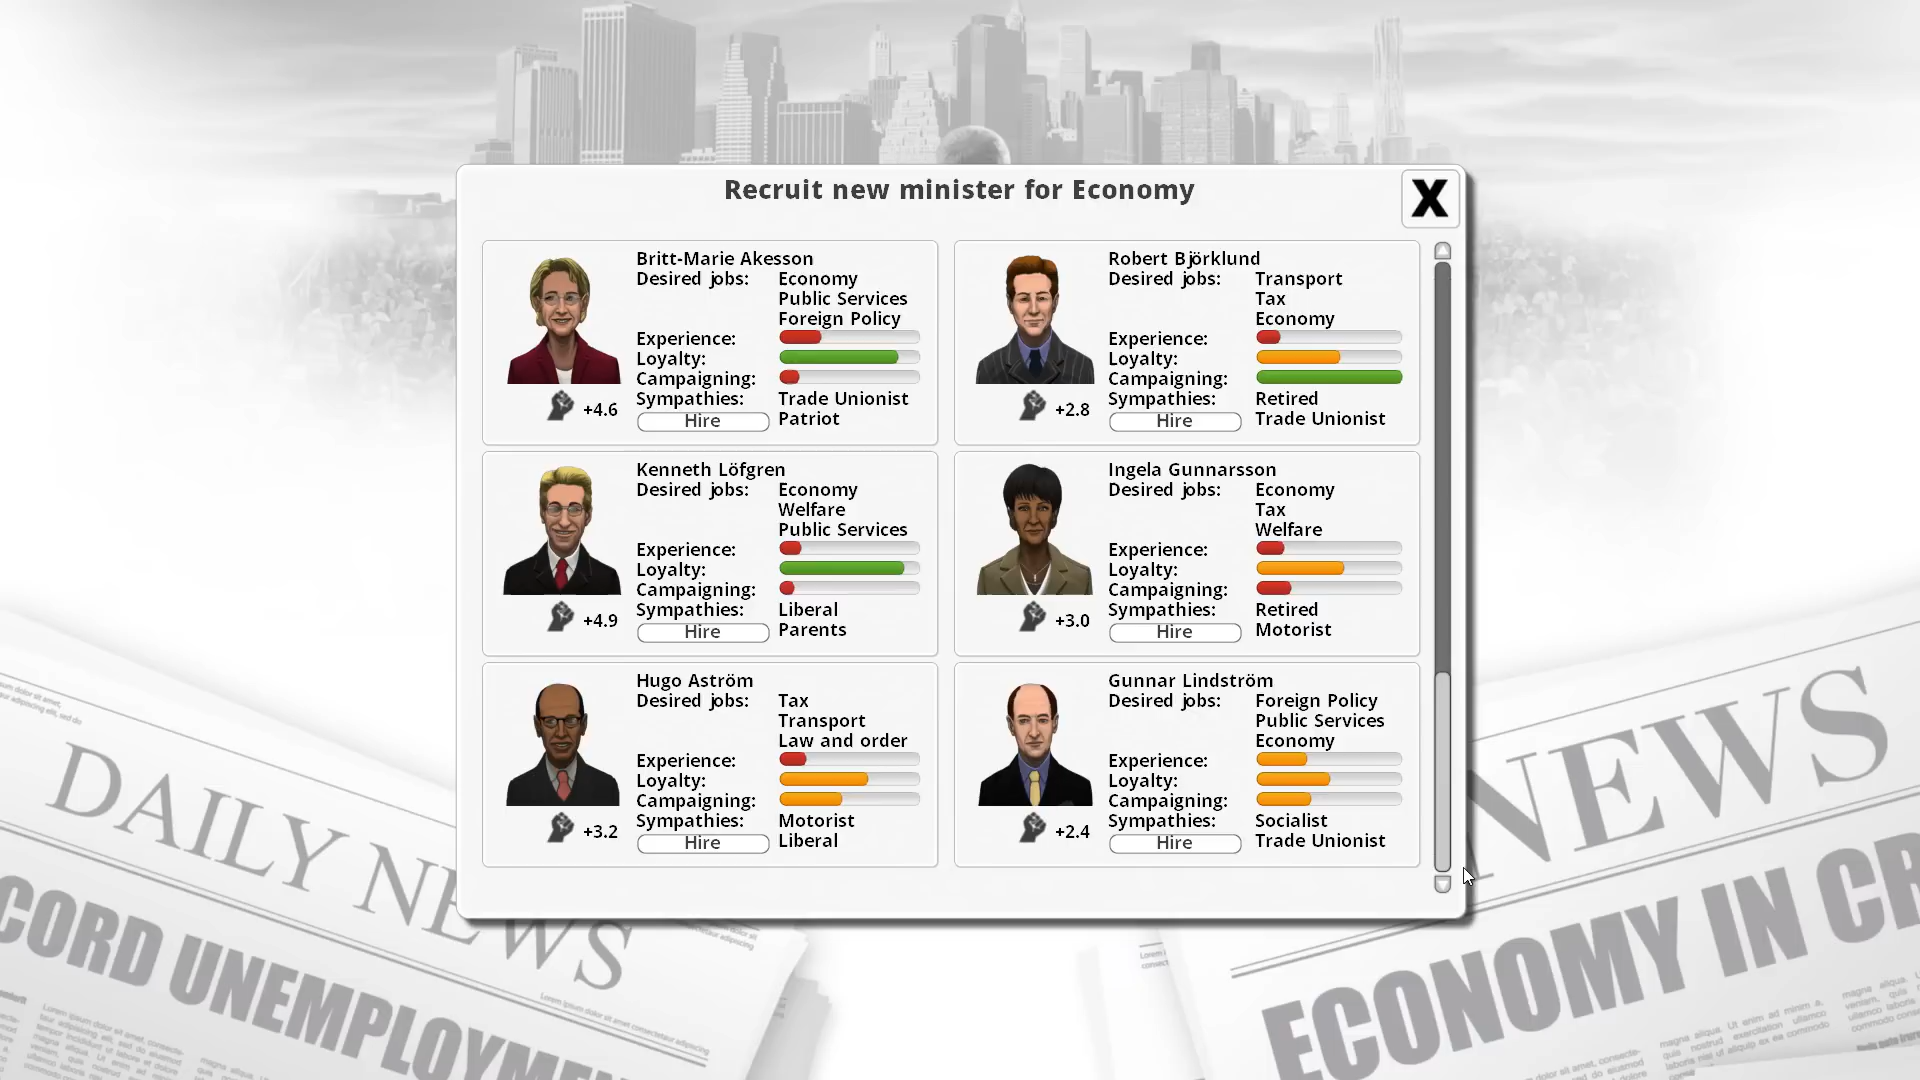 Recruit new minister for Economy
X
Britt-Marie Akesson
Desired jobs: Economy
Public Services
Foreign Policy
Experience:
Loyalty:
Campaigning:
Sympathies: Trade Unionist
Patriot
+4.6
Hire
Robert Björklund
Desired jobs: Transport
Tax
Economy
Experience:
Loyalty:
Campaigning:
Sympathies: Retired
Trade Unionist
+2.8
Hire
Kenneth Löfgren
Desired jobs: Economy
Welfare
Public Services
Experience:
Loyalty:
Campaigning:
Sympathies: Liberal
Parents
+4.9
Hire
Ingela Gunnarsson
Desired jobs: Economy
Tax
Welfare
Experience:
Loyalty:
Campaigning:
Sympathies: Retired
Motorist
+3.0
Hire
Hugo Aström
Desired jobs: Tax
Transport
Law and order
Experience:
Loyalty:
Campaigning:
Sympathies: Motorist
Liberal
+3.2
Hire
Gunnar Lindström
Desired jobs: Foreign Policy
Public Services
Economy
Experience:
Loyalty:
Campaigning:
Sympathies: Socialist
Trade Unionist
+2.4
Hire
DAILY NEWS
CORD UNEMPLOYME
NEWS
ECONOMY IN CR